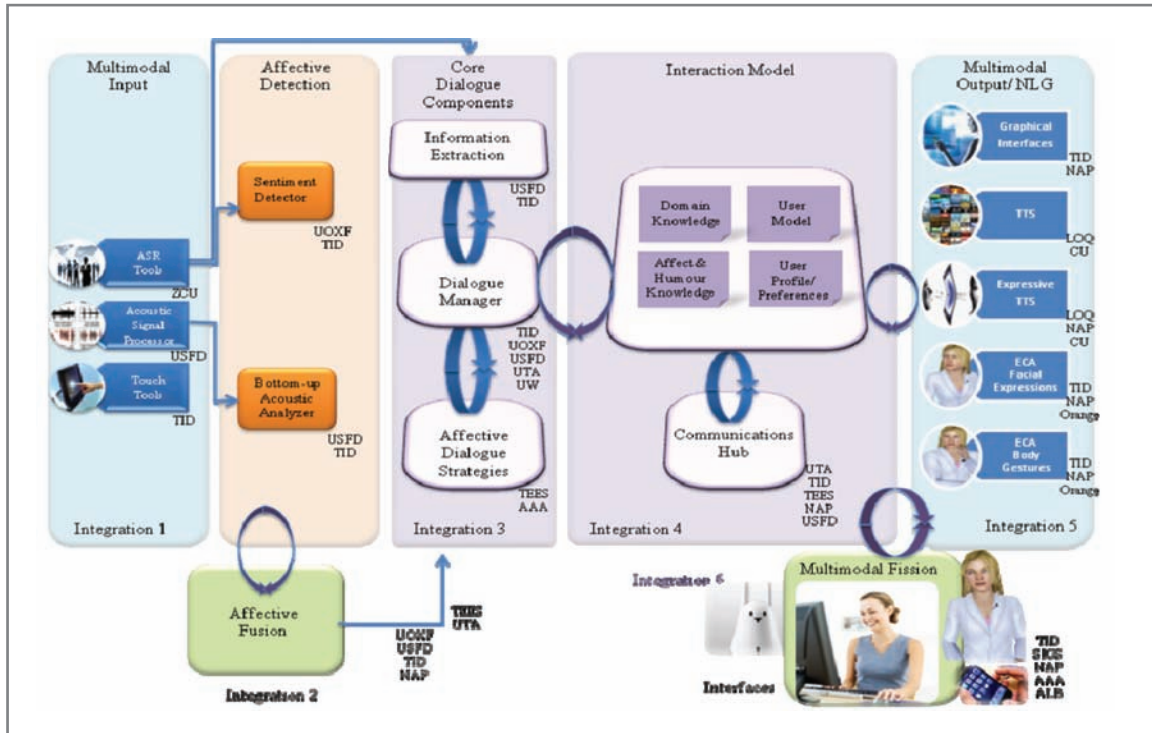 Multimodal
Input
ASR
Tools
ZCU
Acoustic
Signal
Processor
USFD
Touch
Tools
TID
Integration 1
Affective
Detection
Sentiment
Detector
UOXF
TID
Bottom-up
Acoustic
Analyzer
USFD
TID
Affective
Fusion
Integration 2
UOXF
USFD
TID
NAP
TEES
UTA
Core
Dialogue
Components
Information
Extraction
USFD
TID
Dialogue
Manager
TID
UOXF
USFD
UTA
UW
Affective
Dialogue
Strategies
TEES
AAA
Integration 3
Interaction Model
Domain
Knowledge
User
Model
Affect &
Humour
Knowledge
User
Profile/
Preferences
Communications
Hub
UTA
TID
TEES
NAP
USFD
Integration 4
Multimodal
Output/ NLG
Graphical
Interfaces
TID
NAP
TTS
LOQ
CU
Expressive
TTS
LOQ
NAP
CU
ECA
Facial
Expressions
TID
NAP
Orange
ECA
Body
Gestures
TID
NAP
Orange
Integration 5
Integration 6
Multimodal Fission
Interfaces
TID
NAP
AAA
ALB